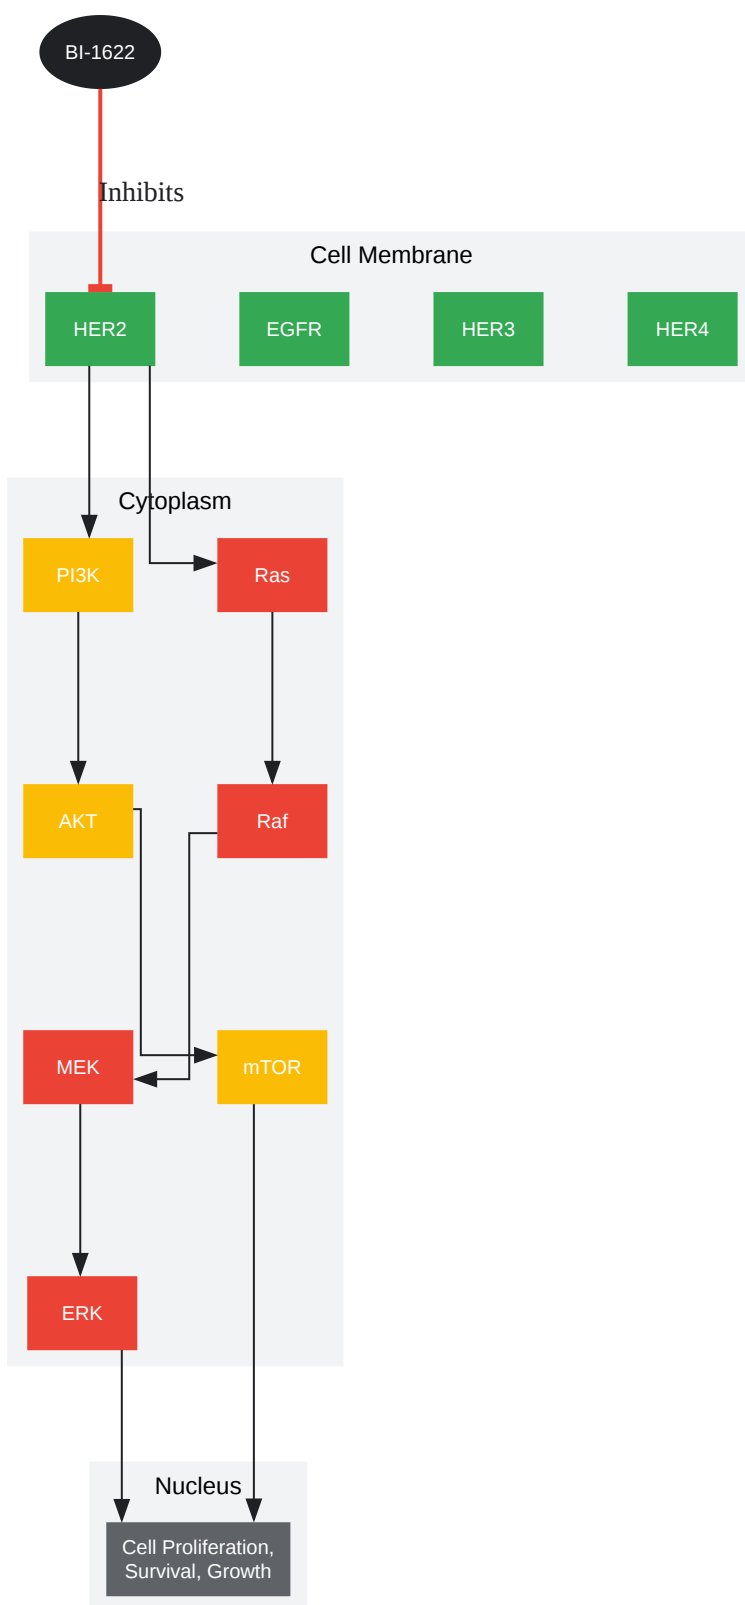 BI-1622
Inhibits
Cell Membrane
HER2
EGFR
HER3
HER4
Cytoplasm
PI3K
Ras
AKT
Raf
MEK
mTOR
ERK
Nucleus
Cell Proliferation,
Survival, Growth